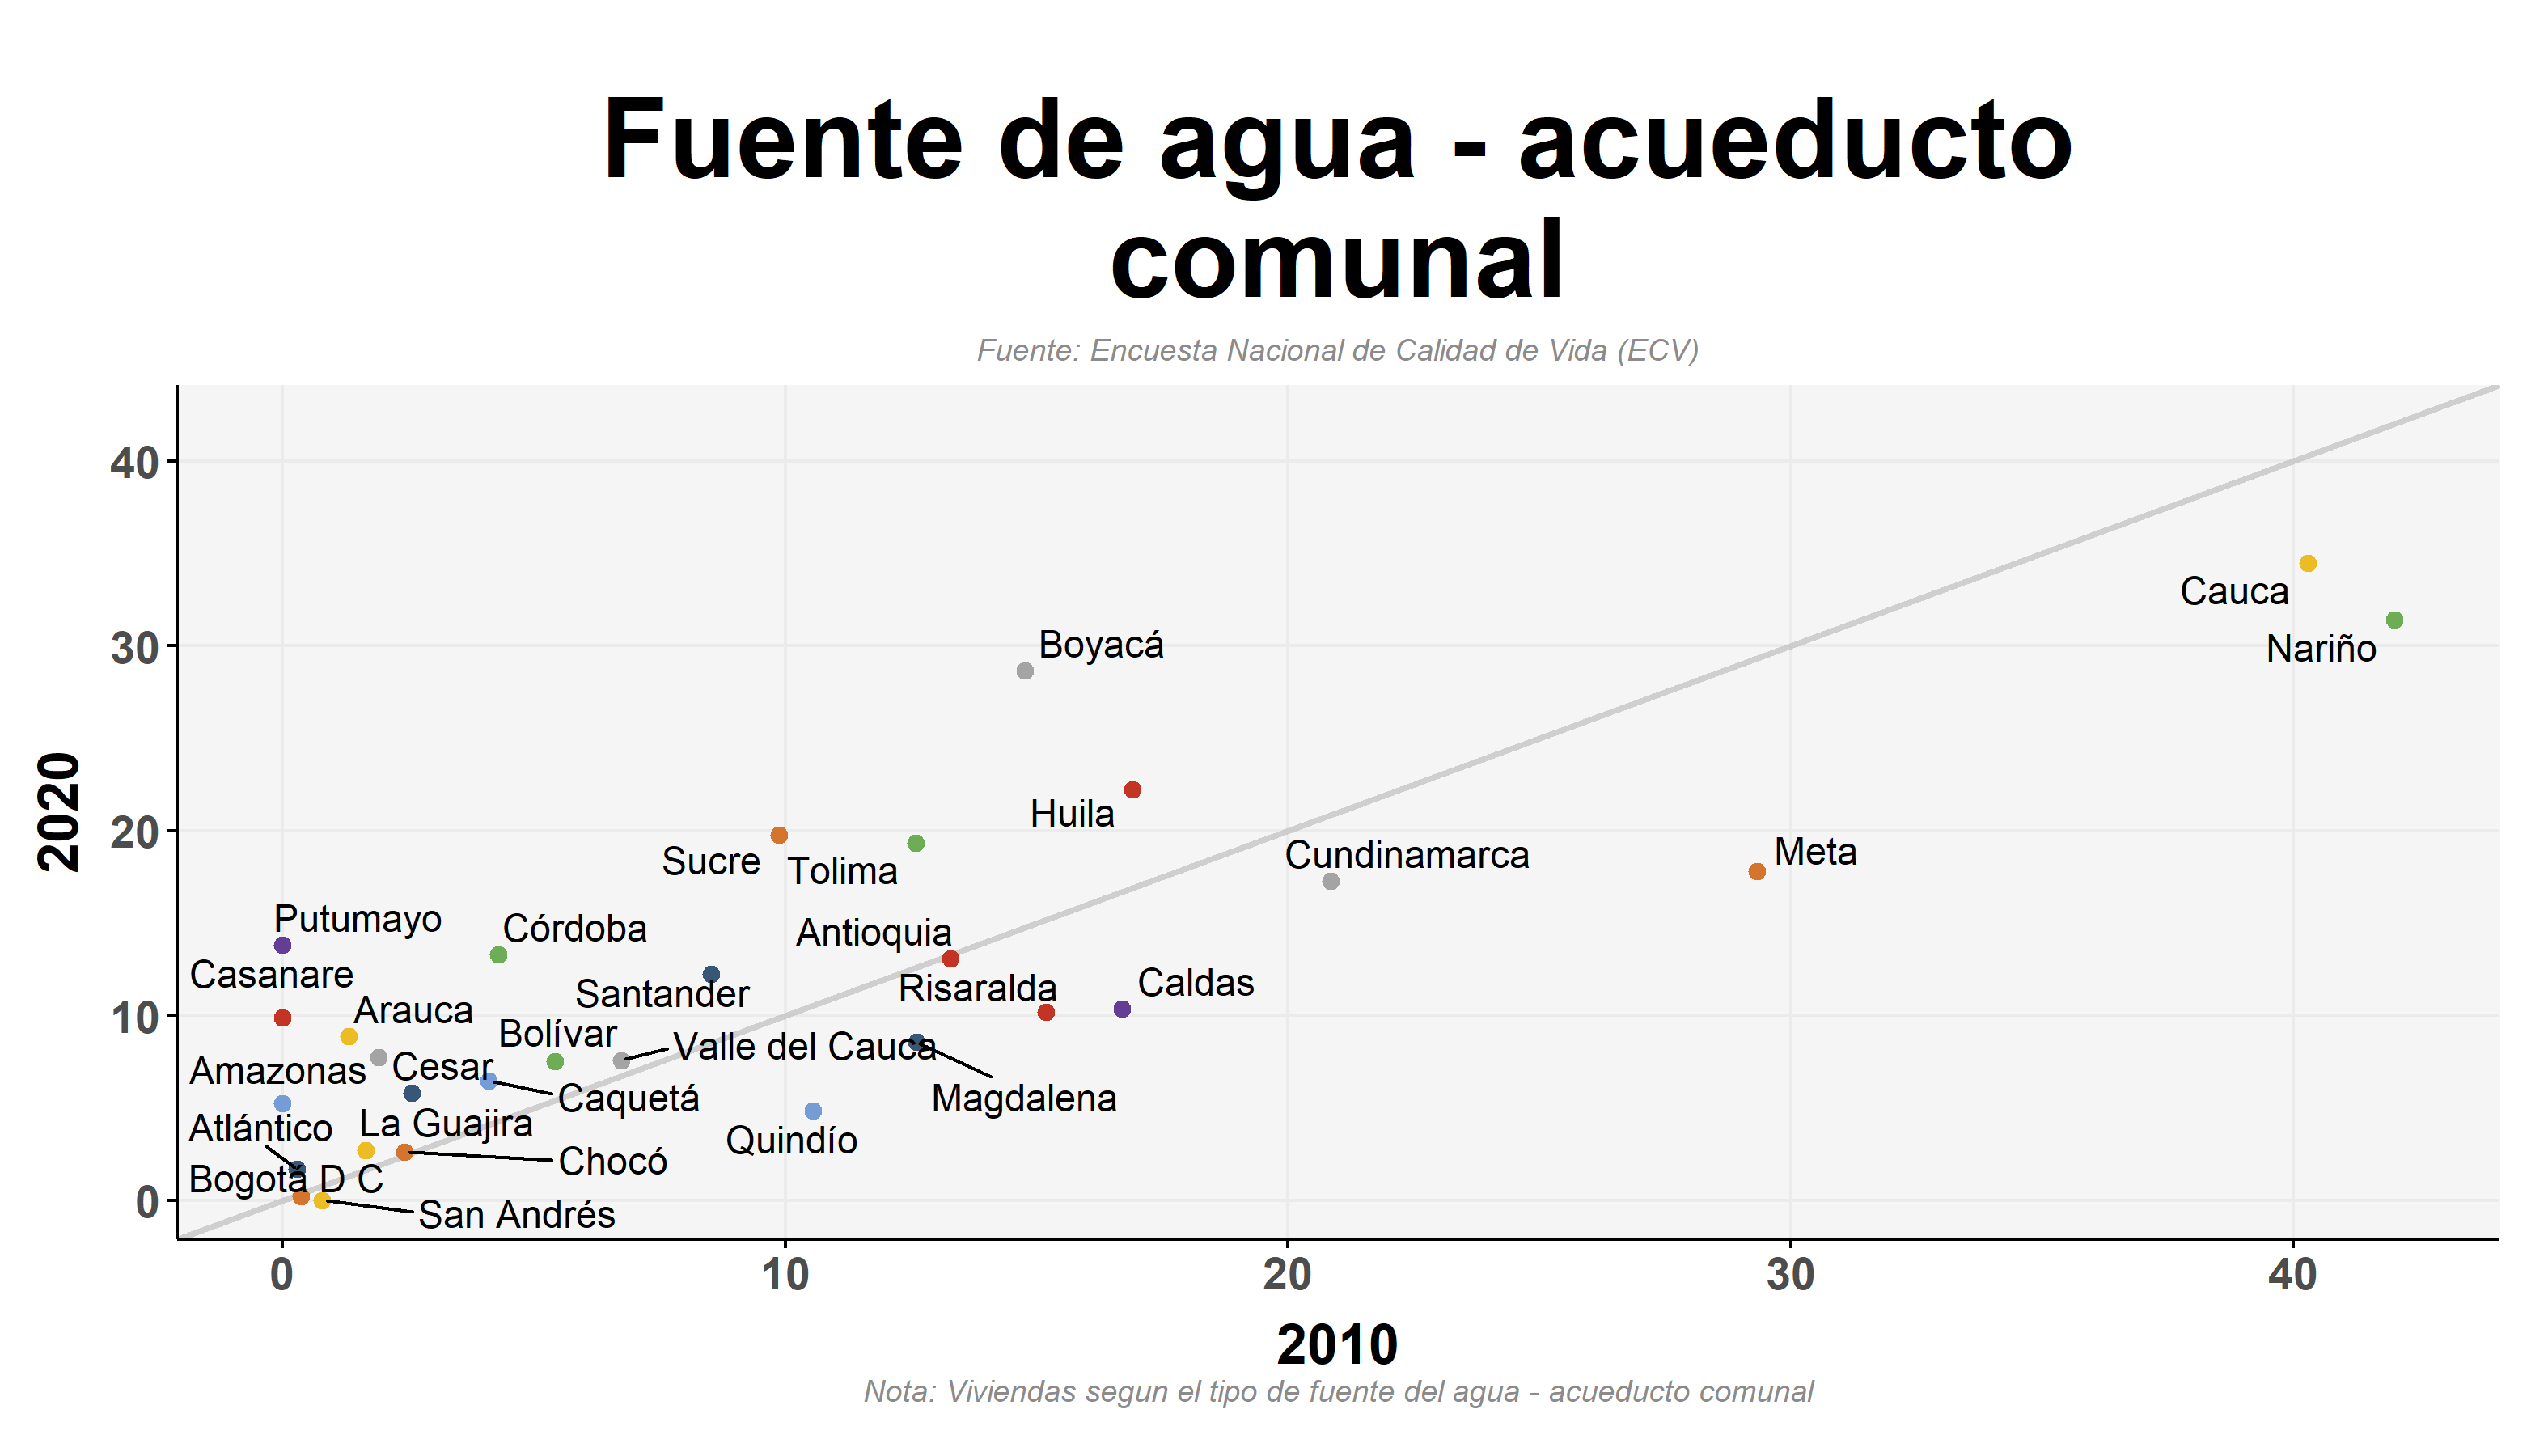 Fuente de agua - acueducto
comunal
Fuente: Encuesta Nacional de Calidad de Vida (ECV)
2020
40
30
20
10
0
Cauca
Nariño
Boyacá
Huila
Sucre
Tolima
Cundinamarca
Meta
Putumayo
Córdoba
Antioquia
Casanare
Santander
Risaralda
Caldas
Arauca
Bolívar
Valle del Cauca
Amazonas
Cesar
Caquetá
Magdalena
Atlántico
La Guajira
Quindío
Chocó
Bogotá D C
San Andrés
0
10
20
30
40
2010
Nota: Viviendas segun el tipo de fuente del agua - acueducto comunal